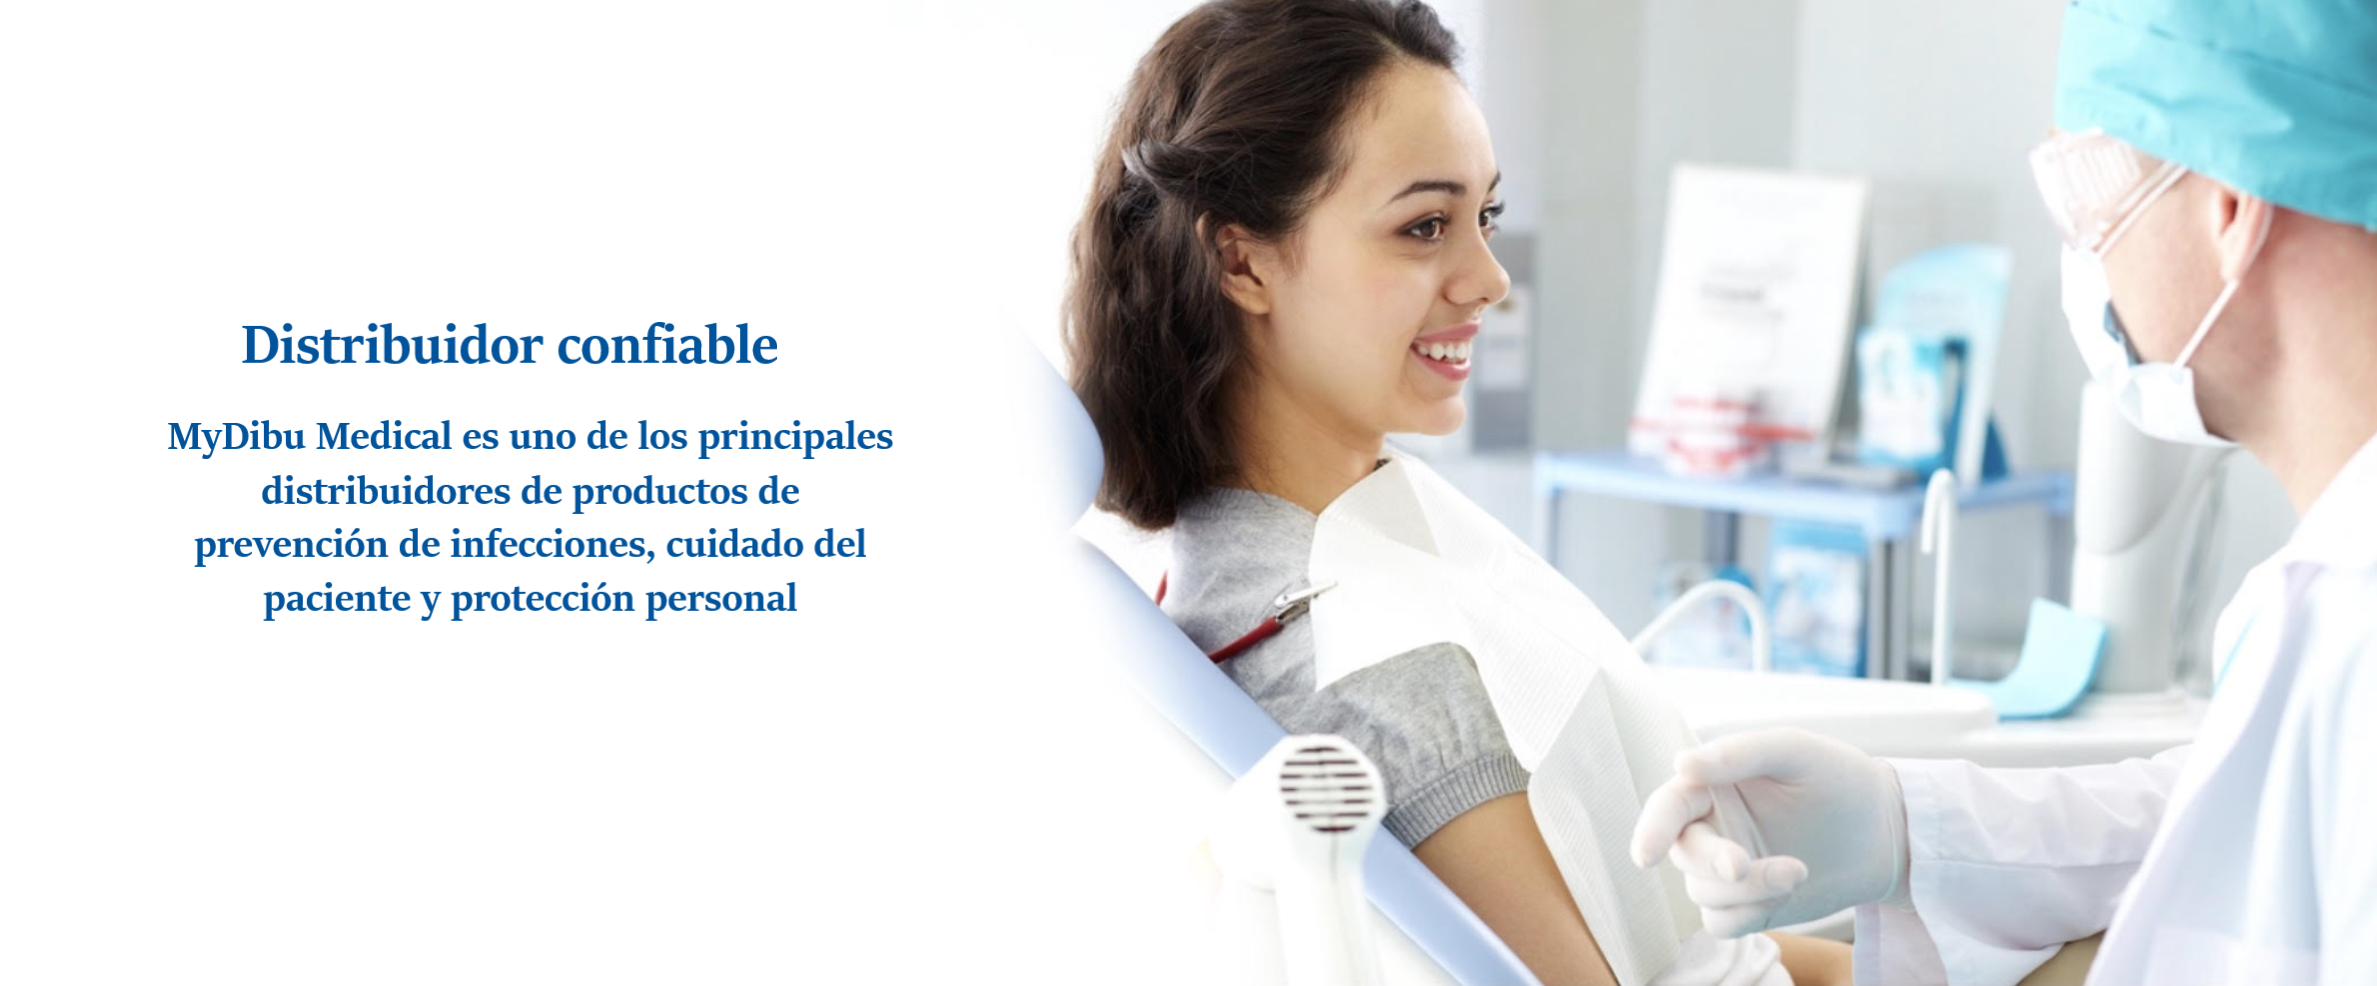 Distribuidor confiable
MyDibu Medical es uno de los principales
distribuidores de productos de
prevención de infecciones, cuidado del
paciente y protección personal